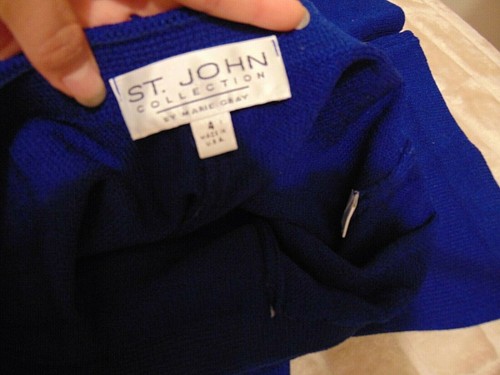 ST. JOHN
COLLECTION
BY MARIE GRAY
4
MADE IN
U.S.A.